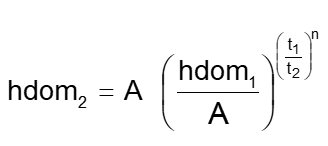 hdom₂ = A (hdom₁/A)^(t₁/t₂)^n